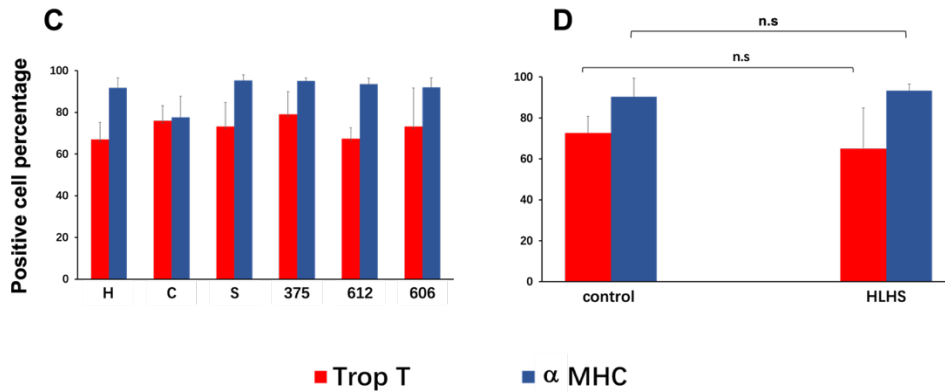 C
Positive cell percentage
100
80
60
40
20
0
H C S 375 612 606
D
n.s
n.s
100
80
60
40
20
0
control HLHS
Trop T α MHC